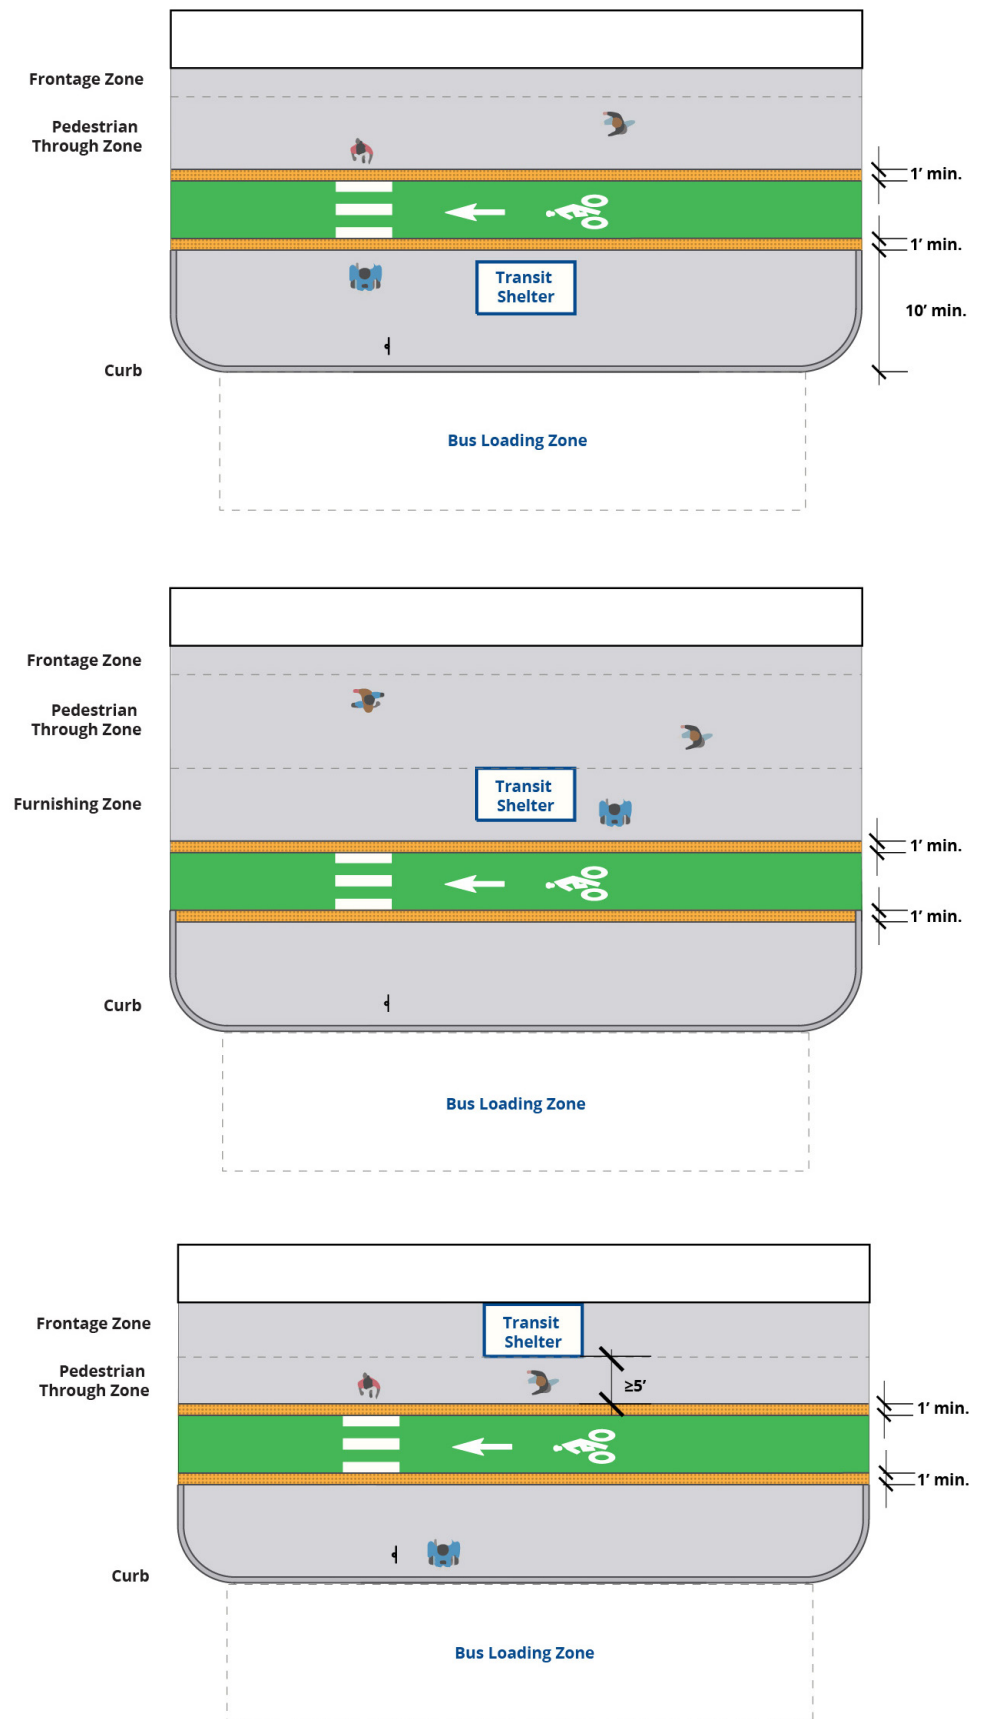 Frontage Zone
Pedestrian
Through Zone
1’ min.
1’ min.
Transit
Shelter
10’ min.
Curb
Bus Loading Zone
Frontage Zone
Pedestrian
Through Zone
Transit
Shelter
Furnishing Zone
1’ min.
1’ min.
Curb
Bus Loading Zone
Frontage Zone
Transit
Shelter
Pedestrian
Through Zone
≥5’
1’ min.
1’ min.
Curb
Bus Loading Zone